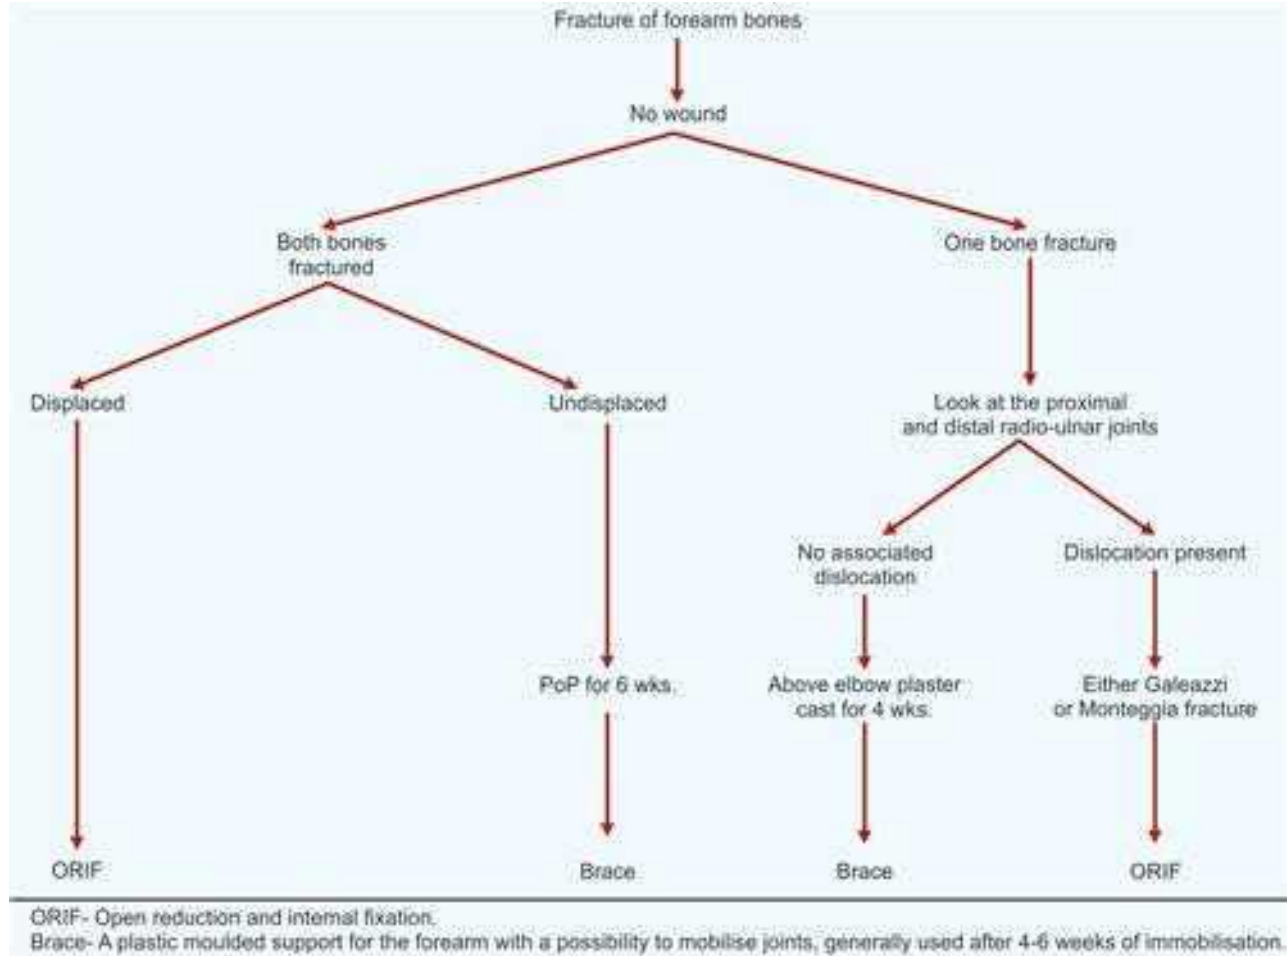 Fracture of forearm bones
No wound
Both bones
fractured
One bone fracture
Displaced
Undisplaced
Look at the proximal
and distal radio-ulnar joints
No associated
dislocation
Dislocation present
PoP for 6 wks.
Above elbow plaster
cast for 4 wks.
Either Galeazzi
or Monteggia fracture
ORIF
Brace
Brace
ORIF
ORIF- Open reduction and internal fixation.
Brace- A plastic moulded support for the forearm with a possibility to mobilise joints, generally used after 4-6 weeks of immobilisation.